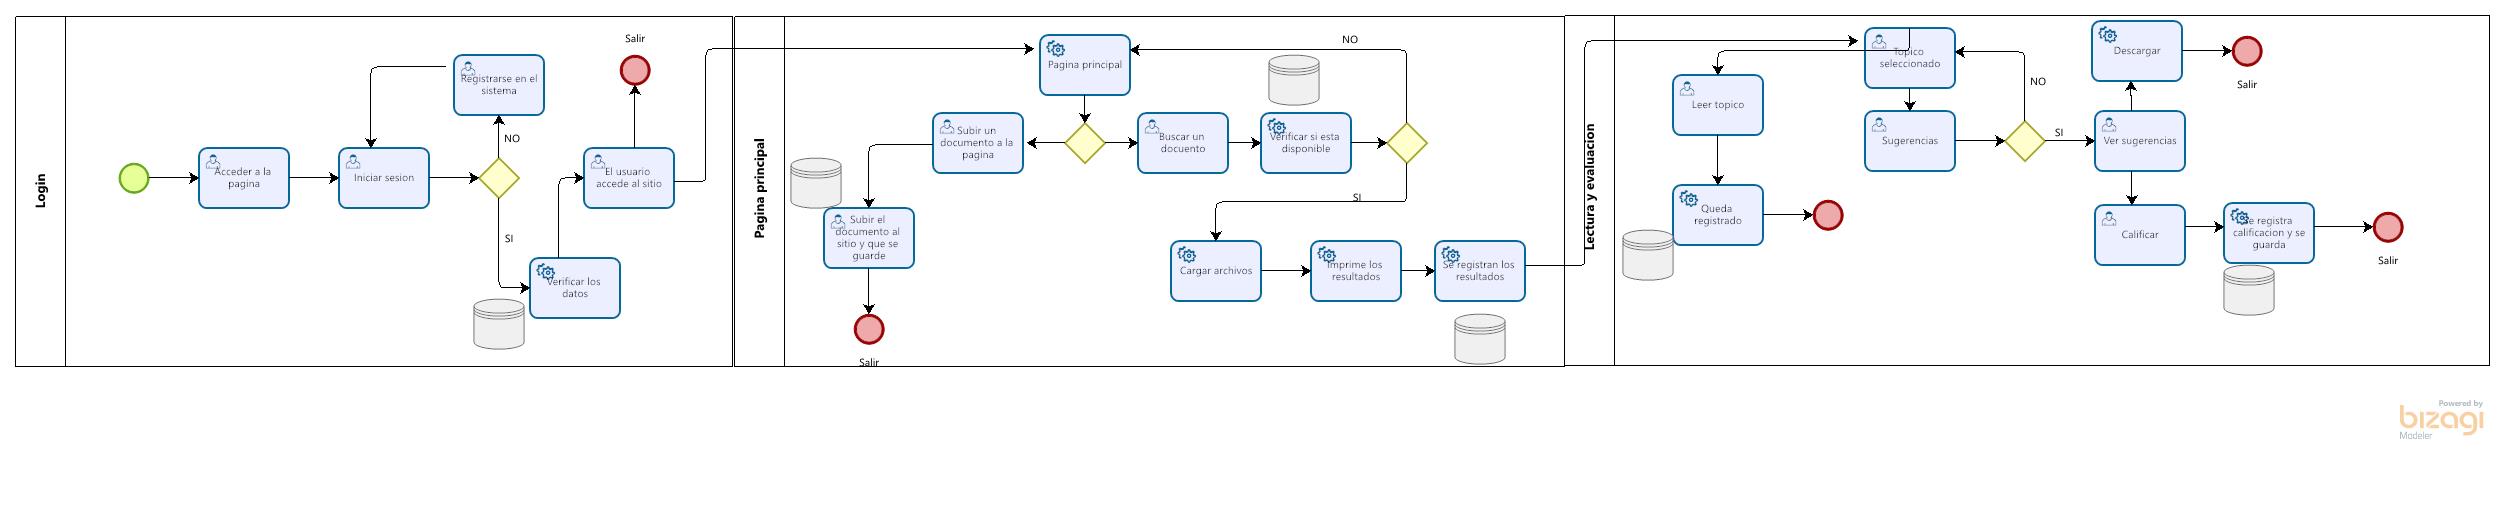 Login
Acceder a la
pagina
Iniciar sesion
Registrarse en el
sistema
NO
SI
Verificar los
datos
El usuario
accede al sitio
Salir
Pagina principal
Pagina principal
Subir un
documento a la
pagina
Subir el
documento al
sitio y que se
guarde
Salir
Buscar un
docuento
Verificar si esta
disponible
NO
SI
Cargar archivos
Imprime los
resultados
Se registran los
resultados
Lectura y evaluacion
Topico
seleccionado
Leer topico
Queda
registrado
Sugerencias
NO
SI
Ver sugerencias
Descargar
Salir
Calificar
Se registra
calificacion y se
guarda
Salir
Powered by
bizagi
Modeler